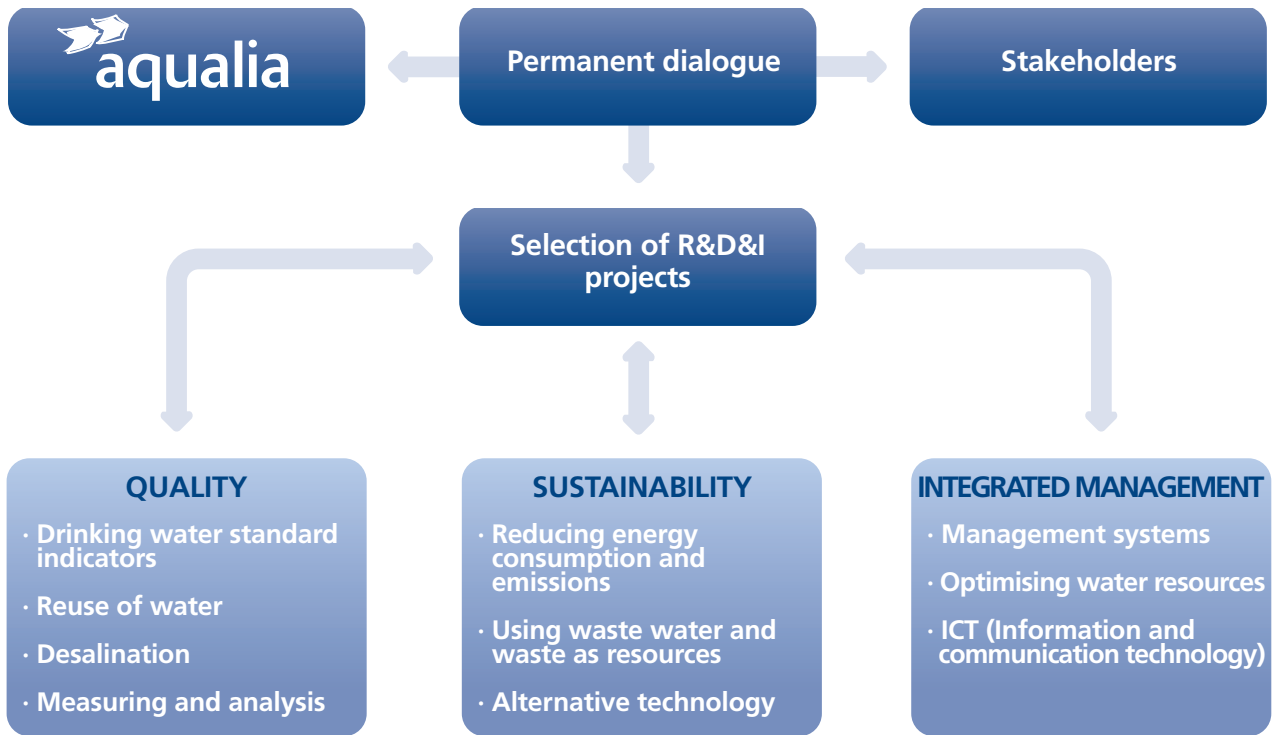 aqualia
Permanent dialogue
Stakeholders
Selection of R&D&I
projects
QUALITY
· Drinking water standard
indicators
· Reuse of water
· Desalination
· Measuring and analysis
SUSTAINABILITY
· Reducing energy
consumption and
emissions
· Using waste water and
waste as resources
· Alternative technology
INTEGRATED MANAGEMENT
· Management systems
· Optimising water resources
· ICT (Information and
communication technology)